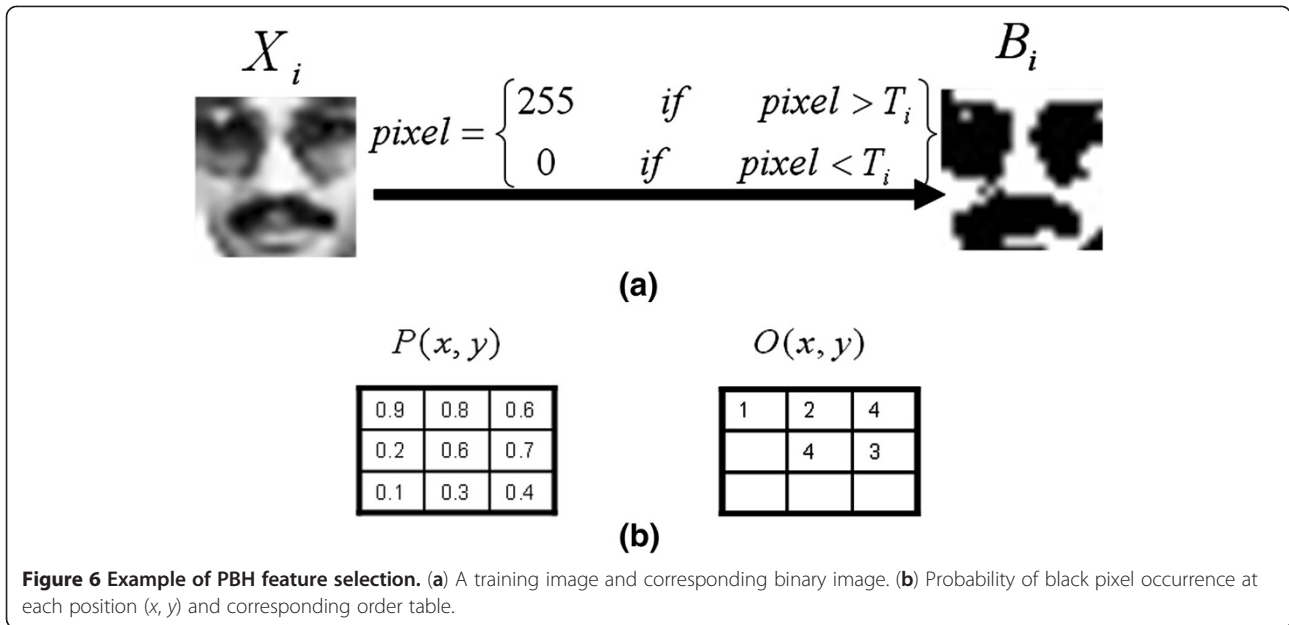 X_i
B_i
pixel = { 255 if pixel > T_i
0 if pixel < T_i }
(a)
P(x, y)
O(x, y)
0.9 0.8 0.6
1 2 4
0.2 0.6 0.7
4 3
0.1 0.3 0.4
(b)
Figure 6 Example of PBH feature selection. (a) A training image and corresponding binary image. (b) Probability of black pixel occurrence at
each position (x, y) and corresponding order table.